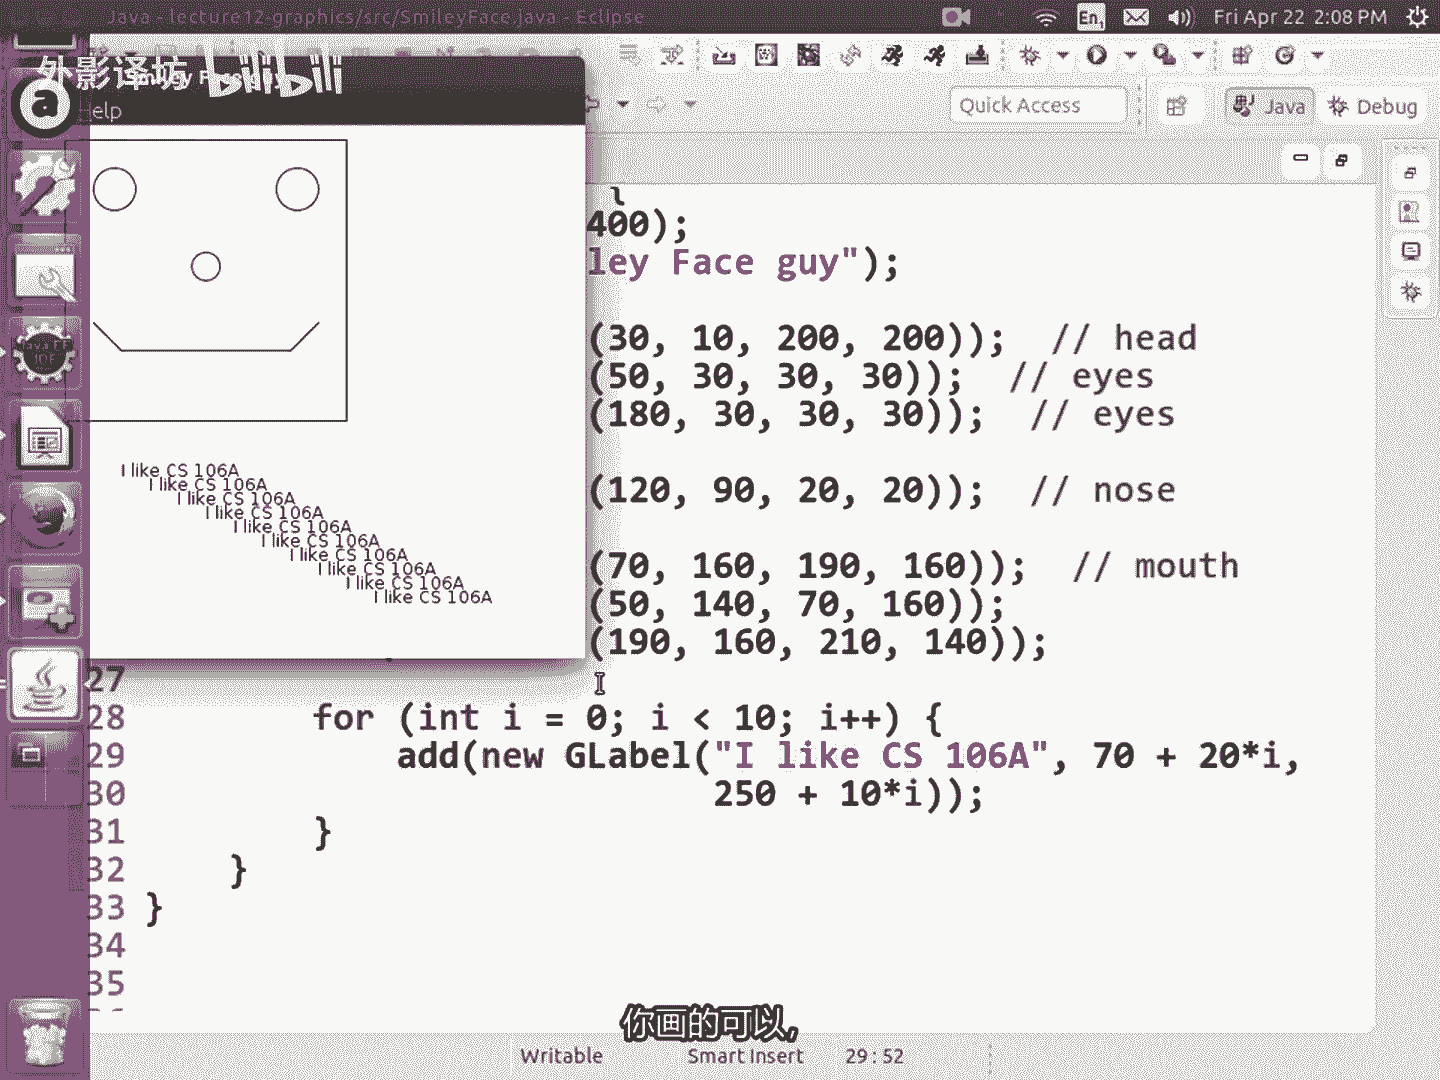 Java - lecture12-graphics/src/SmileyFace.java - Eclipse
En
Fri Apr 22 2:08 PM
外影译坊 bilibili
Smiley Face guy
elp
Quick Access
Java
Debug
{
400);
ley Face guy");
(30, 10, 200, 200));  // head
(50, 30, 30, 30));  // eyes
(180, 30, 30, 30));  // eyes
(120, 90, 20, 20));  // nose
(70, 160, 190, 160));  // mouth
(50, 140, 70, 160));
(190, 160, 210, 140));
I like CS 106A
I like CS 106A
I like CS 106A
I like CS 106A
I like CS 106A
I like CS 106A
I like CS 106A
I like CS 106A
I like CS 106A
I like CS 106A
27
28 for (int i = 0; i < 10; i++) {
29 add(new GLabel("I like CS 106A", 70 + 20*i,
30 250 + 10*i));
31 }
32 }
33 }
34
35
你画的可以,
Writable
Smart Insert
29 : 52